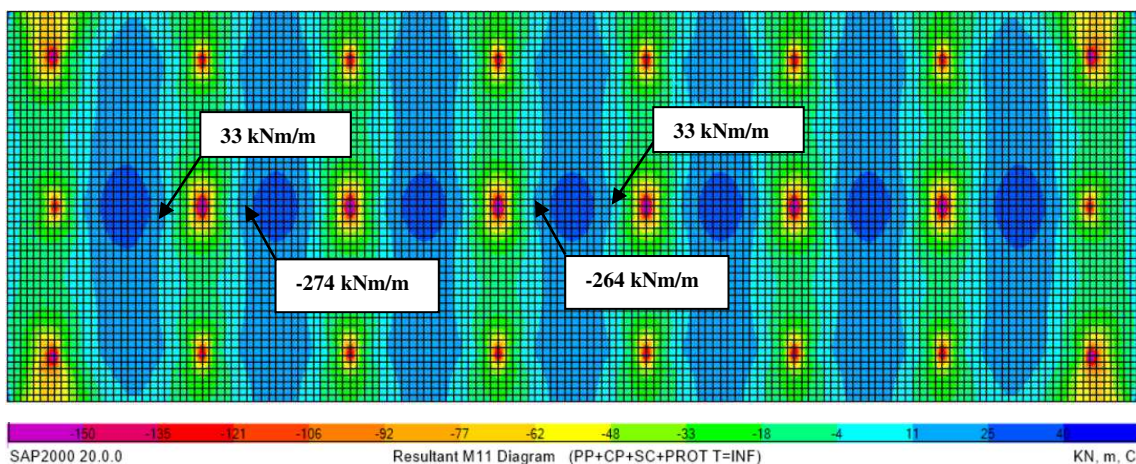 33 kNm/m
33 kNm/m
-274 kNm/m
-264 kNm/m
-150 -135 -121 -106 -92 -77 -62 -48 -33 -18 -4 11 25 40
SAP2000 20.0.0 Resultant M11 Diagram (PP+CP+SC+PROT T=INF) KN, m, C